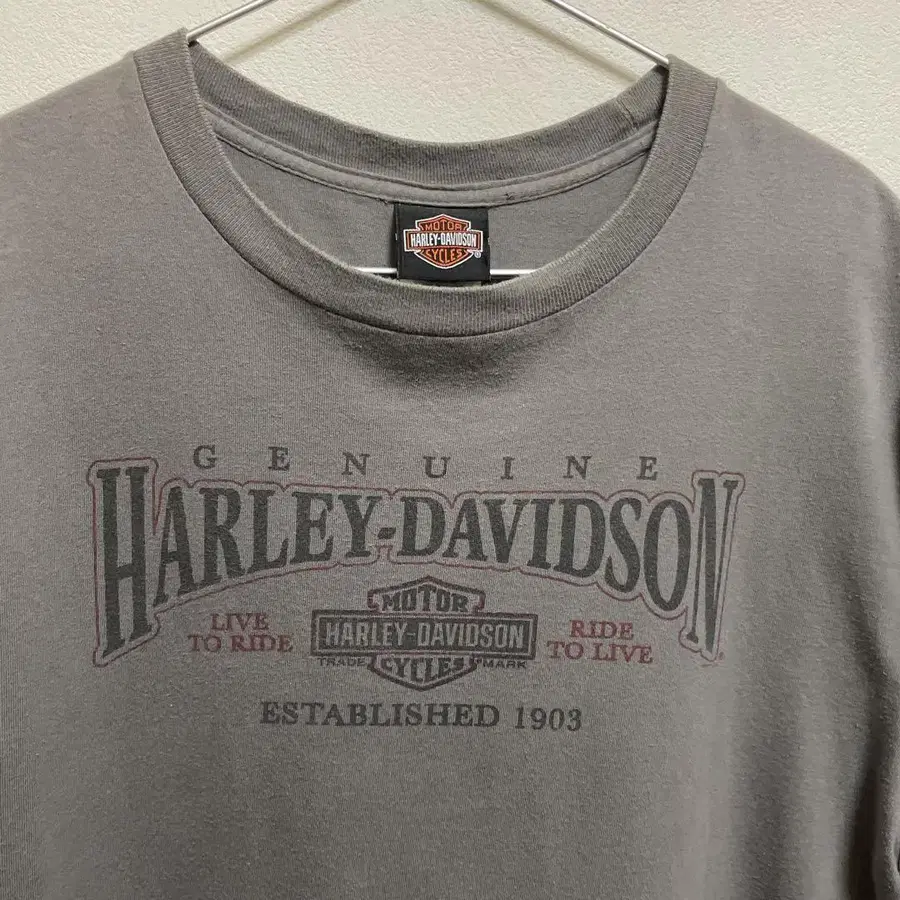 MOTOR
HARLEY-DAVIDSON
CYCLES
®
GENUINE
HARLEY-DAVIDSON
MOTOR
LIVE
TO RIDE
HARLEY-DAVIDSON
RIDE
TO LIVE
TRADE CYCLES MARK
ESTABLISHED 1903